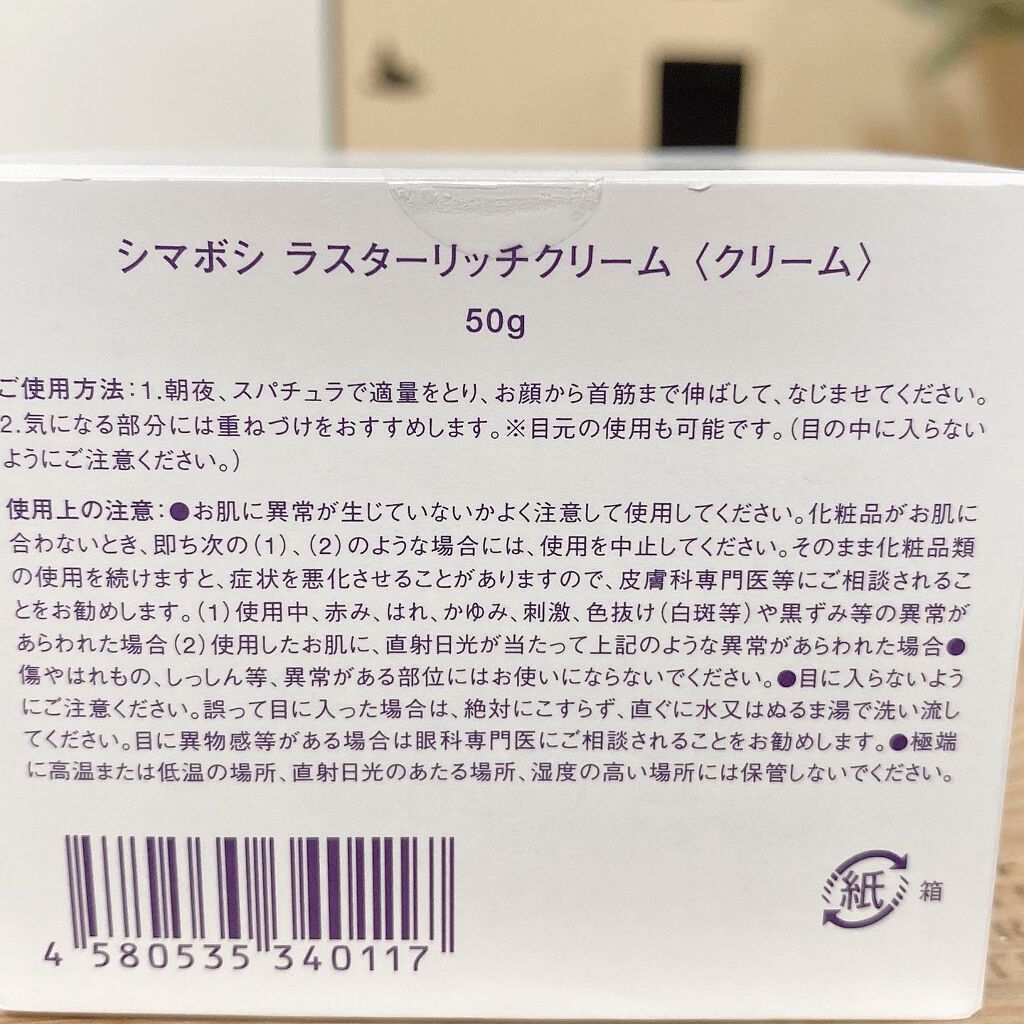 シマボシ ラスターリッチクリーム〈クリーム〉
50g
ご使用方法：1.朝夜、スパチュラで適量をとり、お顔から首筋まで伸ばして、なじませてください。
2.気になる部分には重ねづけをおすすめします。※目元の使用も可能です。（目の中に入らない
ようにご注意ください。）
使用上の注意：●お肌に異常が生じていないかよく注意して使用してください。化粧品がお肌に
合わないとき、即ち次の（1）、（2）のような場合には、使用を中止してください。そのまま化粧品類
の使用を続けますと、症状を悪化させることがありますので、皮膚科専門医等にご相談されるこ
とをお勧めします。（1）使用中、赤み、はれ、かゆみ、刺激、色抜け（白斑等）や黒ずみ等の異常が
あらわれた場合（2）使用したお肌に、直射日光が当たって上記のような異常があらわれた場合●
傷やはれもの、しっしん等、異常がある部位にはお使いにならないでください。●目に入らないよう
にご注意ください。誤って目に入った場合は、絶対にこすらず、直ぐに水又はぬるま湯で洗い流し
てください。目に異物感等がある場合は眼科専門医にご相談されることをお勧めします。●極端
に高温または低温の場所、直射日光のあたる場所、湿度の高い場所には保管しないでください。
紙 箱
4 580535 340117